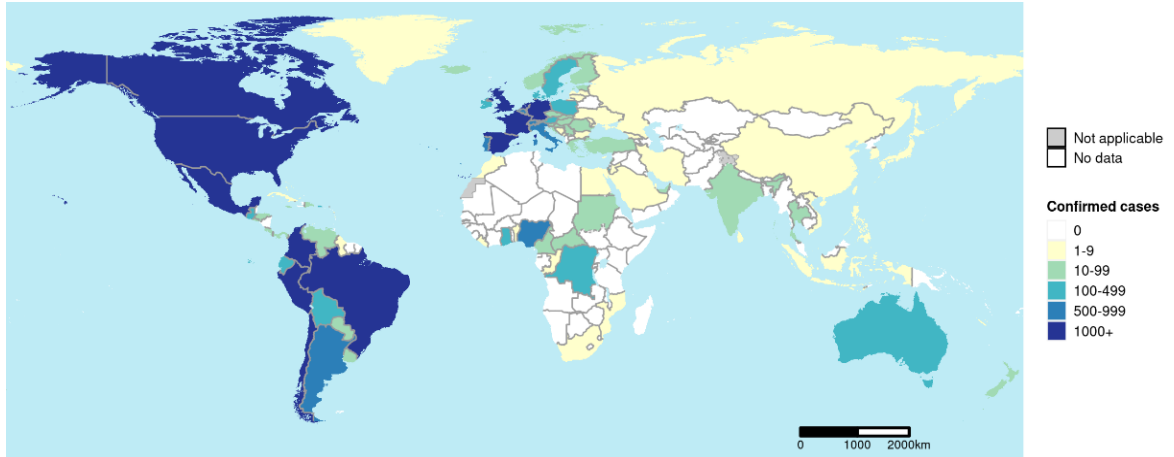 Not applicable
No data
Confirmed cases
0
1-9
10-99
100-499
500-999
1000+
0 1000 2000km